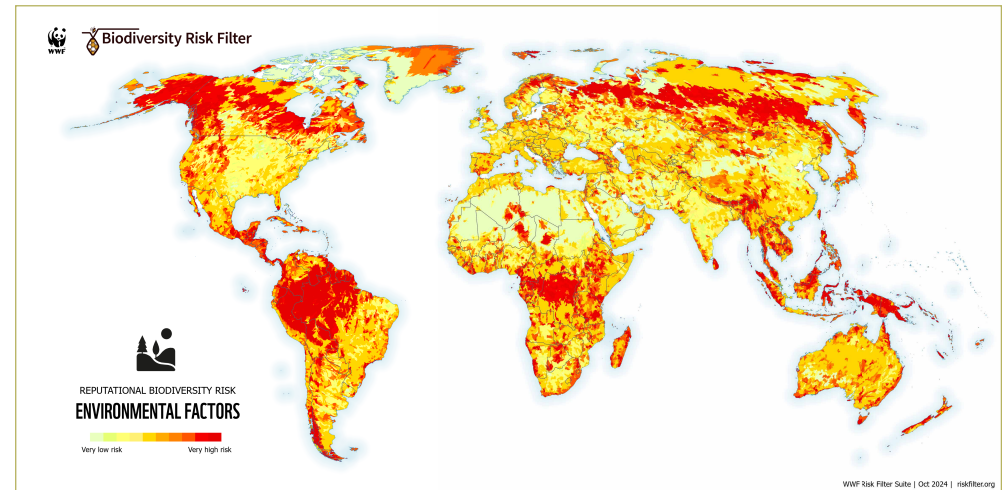 WWF
Biodiversity Risk Filter
REPUTATIONAL BIODIVERSITY RISK
ENVIRONMENTAL FACTORS
Very low risk
Very high risk
WWF Risk Filter Suite | Oct 2024 | riskfilter.org